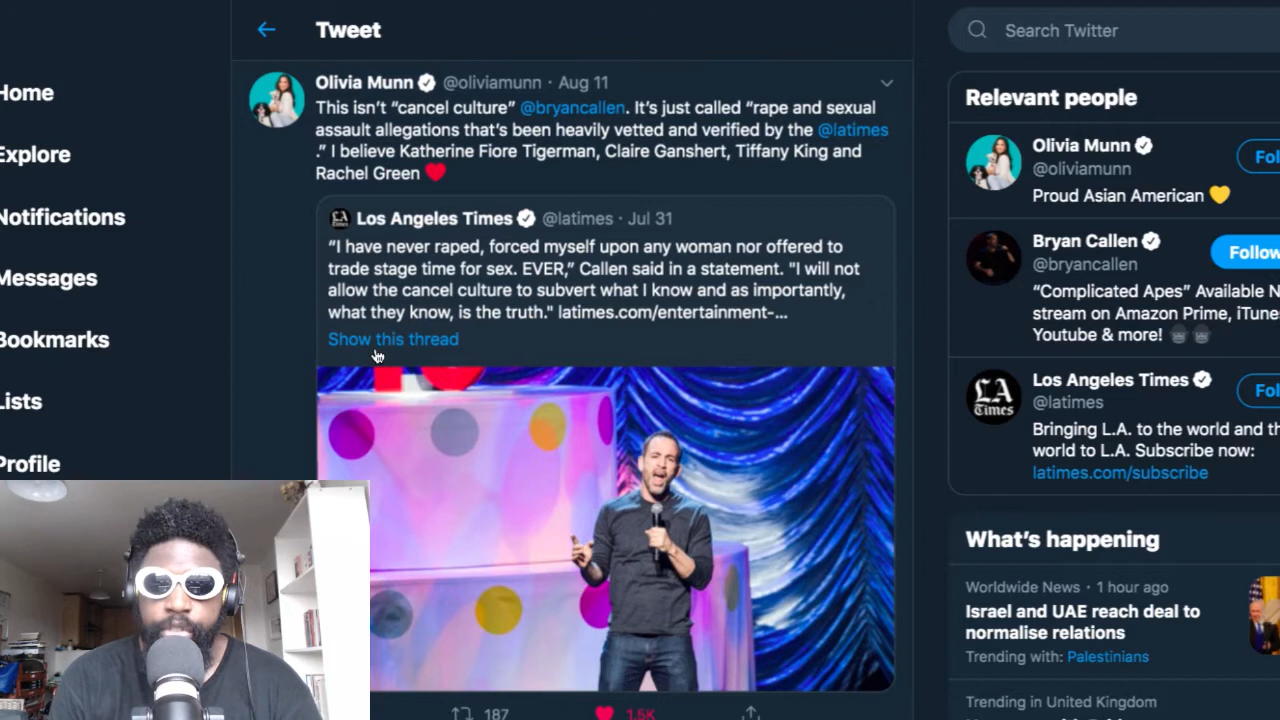 Home
Explore
Notifications
Messages
Bookmarks
Lists
Profile
Tweet
Olivia Munn @oliviamunn · Aug 11
This isn't “cancel culture” @bryancallen. It's just called “rape and sexual
assault allegations that's been heavily vetted and verified by the @latimes
.” I believe Katherine Fiore Tigerman, Claire Ganshert, Tiffany King and
Rachel Green ❤️
LA Times
Los Angeles Times @latimes · Jul 31
“I have never raped, forced myself upon any woman nor offered to
trade stage time for sex. EVER,” Callen said in a statement. "I will not
allow the cancel culture to subvert what I know and as importantly,
what they know, is the truth." latimes.com/entertainment-...
Show this thread
187
1.5K
Search Twitter
Relevant people
Olivia Munn
@oliviamunn
Fol
Proud Asian American 💛
Bryan Callen
@bryancallen
Follow
“Complicated Apes” Available N
stream on Amazon Prime, iTune
Youtube & more!
LA Times
Los Angeles Times
@latimes
Fol
Bringing L.A. to the world and th
world to L.A. Subscribe now:
latimes.com/subscribe
What's happening
Worldwide News · 1 hour ago
Israel and UAE reach deal to
normalise relations
Trending with: Palestinians
Trending in United Kingdom